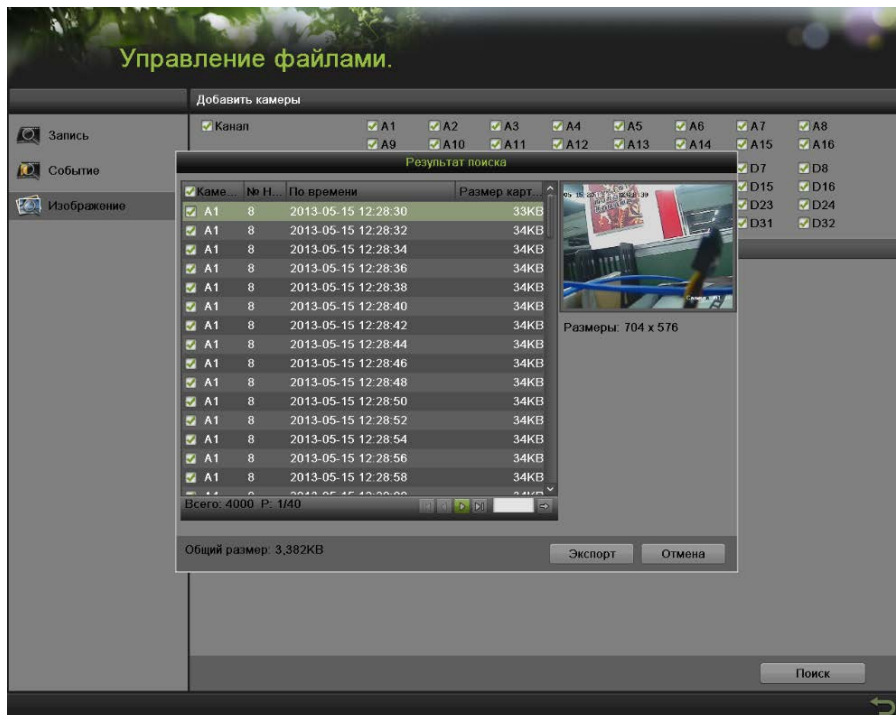 Управление файлами.
Добавить камеры
Запись
Событие
Изображение
Канал A1 A2 A3 A4 A5 A6 A7 A8
A9 A10 A11 A12 A13 A14 A15 A16
D7 D8
D15 D16
D23 D24
D31 D32
Результат поиска
Каме... № Н... По времени Размер карт...
A1 8 2013-05-15 12:28:30 33KB
A1 8 2013-05-15 12:28:32 34KB
A1 8 2013-05-15 12:28:34 34KB
A1 8 2013-05-15 12:28:36 34KB
A1 8 2013-05-15 12:28:38 34KB
A1 8 2013-05-15 12:28:40 34KB
A1 8 2013-05-15 12:28:42 34KB
A1 8 2013-05-15 12:28:44 34KB
A1 8 2013-05-15 12:28:46 34KB
A1 8 2013-05-15 12:28:48 34KB
A1 8 2013-05-15 12:28:50 34KB
A1 8 2013-05-15 12:28:52 34KB
A1 8 2013-05-15 12:28:54 34KB
A1 8 2013-05-15 12:28:56 34KB
A1 8 2013-05-15 12:28:58 34KB
Размеры: 704 x 576
Всего: 4000 P: 1/40
Общий размер: 3,382KB
Экспорт
Отмена
Поиск